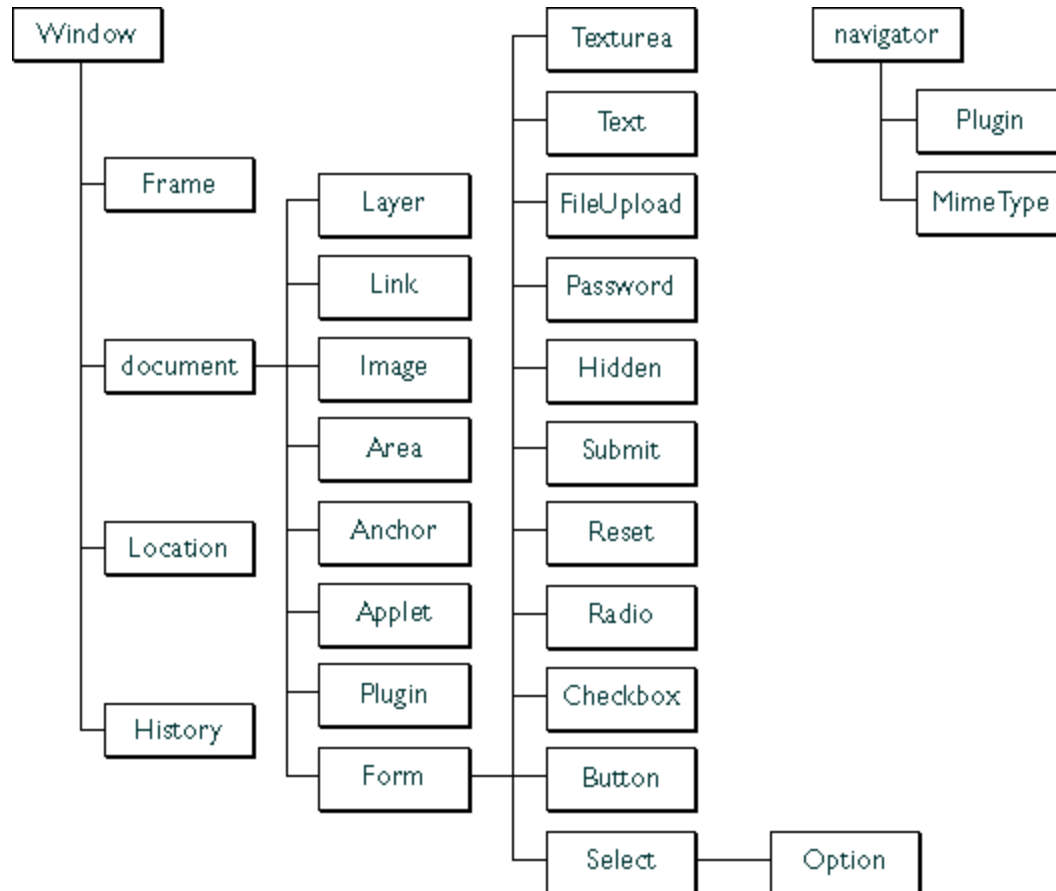 Window
Frame
document
Location
History
Layer
Link
Image
Area
Anchor
Applet
Plugin
Form
Texturea
Text
FileUpload
Password
Hidden
Submit
Reset
Radio
Checkbox
Button
Select
Option
navigator
Plugin
MimeType